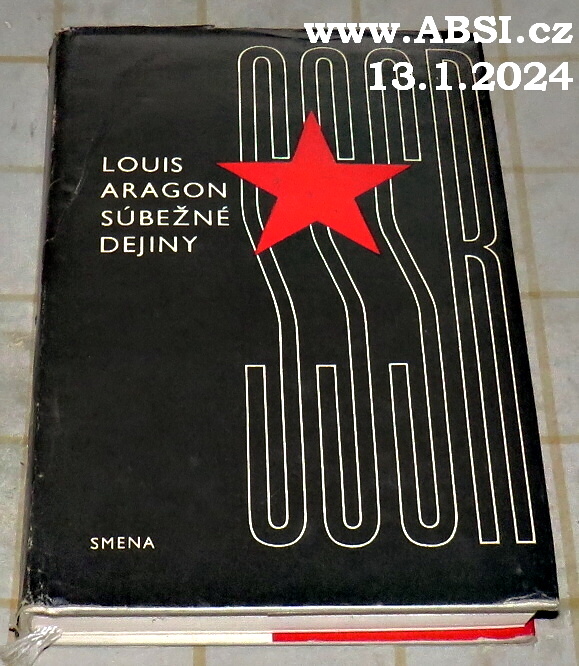 www.ABSI.cz
13.1.2024
SSSR
LOUIS
ARAGON
SÚBEŽNÉ
DEJINY
SMENA